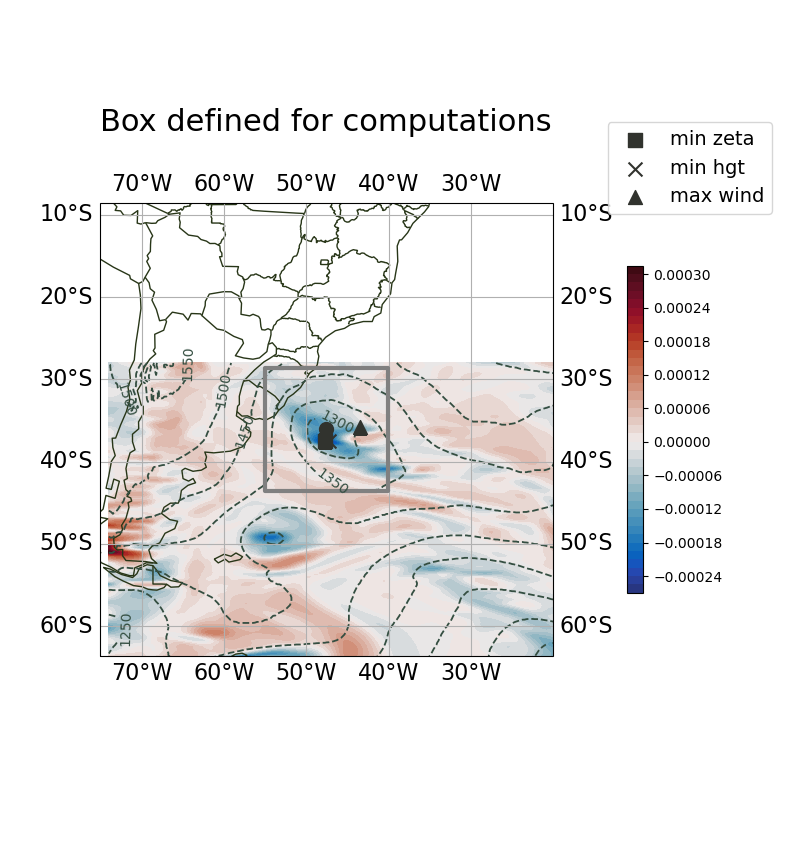 Box defined for computations
min zeta
min hgt
max wind
70°W 60°W 50°W 40°W 30°W
10°S 10°S
20°S
30°S
40°S
50°S
60°S 60°S
70°W 60°W 50°W 40°W 30°W
1550
1500
1450
1300
1350
1250
0.00030
0.00024
0.00018
0.00012
0.00006
0.00000
−0.00006
−0.00012
−0.00018
−0.00024
20°S
30°S
40°S
50°S